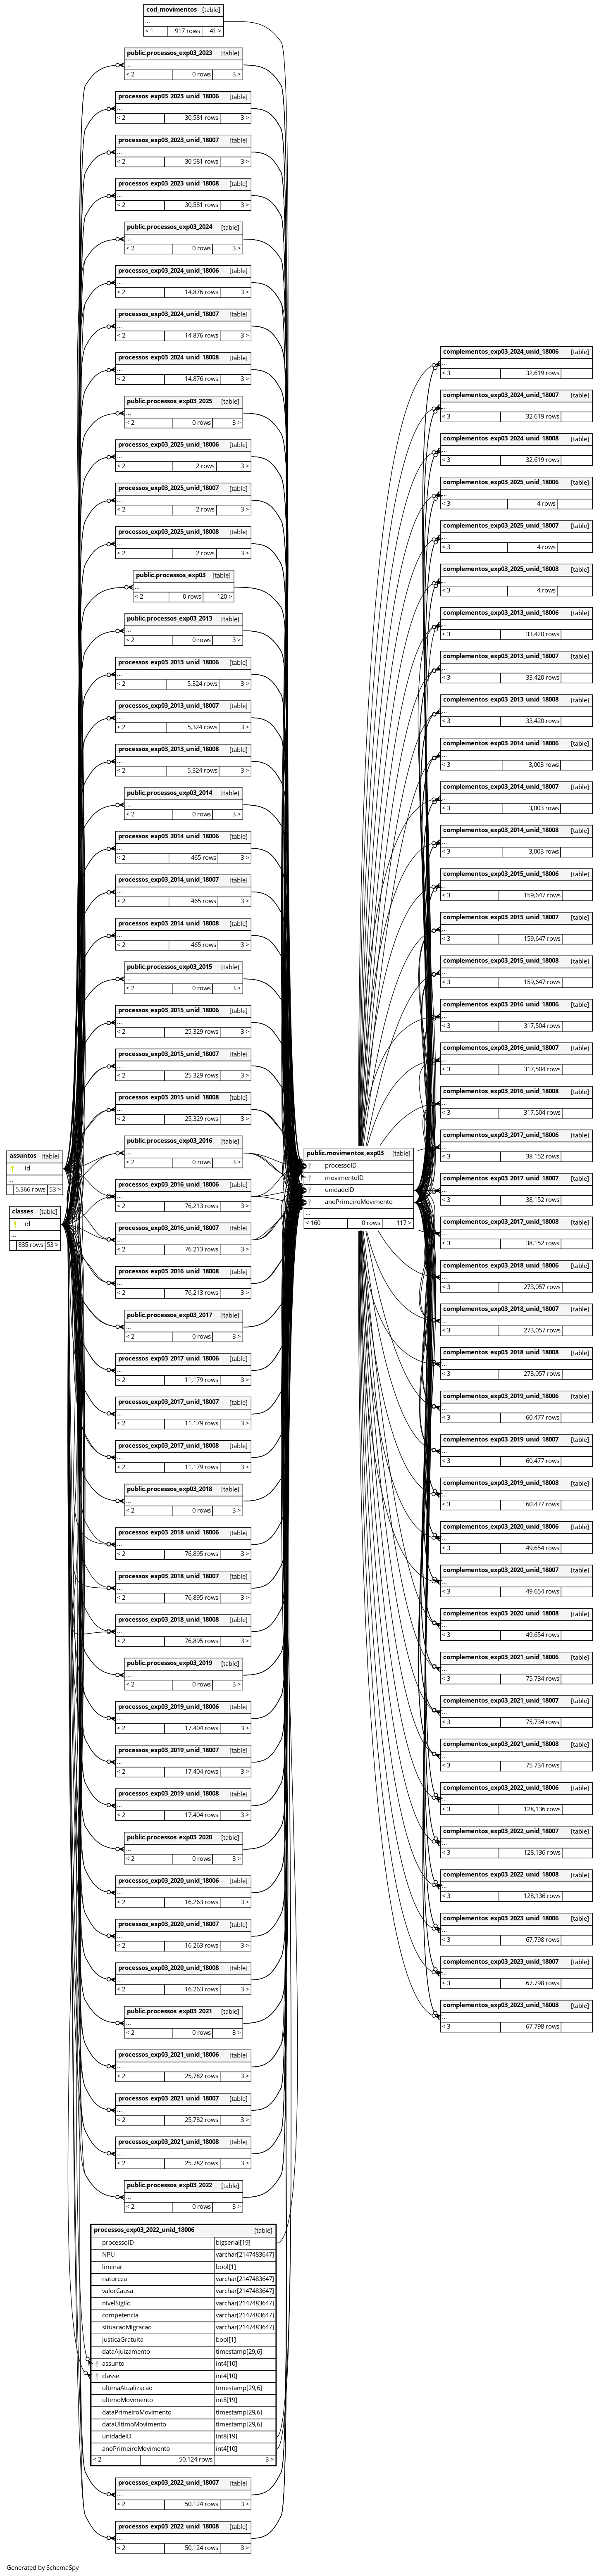 cod_movimentos [table]
...
< 1 917 rows 41 >
public.processos_exp03_2023 [table]
...
< 2 0 rows 3 >
processos_exp03_2023_unid_18006 [table]
...
< 2 30,581 rows 3 >
processos_exp03_2023_unid_18007 [table]
...
< 2 30,581 rows 3 >
processos_exp03_2023_unid_18008 [table]
...
< 2 30,581 rows 3 >
public.processos_exp03_2024 [table]
...
< 2 0 rows 3 >
processos_exp03_2024_unid_18006 [table]
...
< 2 14,876 rows 3 >
processos_exp03_2024_unid_18007 [table]
...
< 2 14,876 rows 3 >
processos_exp03_2024_unid_18008 [table]
...
< 2 14,876 rows 3 >
public.processos_exp03_2025 [table]
...
< 2 0 rows 3 >
processos_exp03_2025_unid_18006 [table]
...
< 2 2 rows 3 >
processos_exp03_2025_unid_18007 [table]
...
< 2 2 rows 3 >
processos_exp03_2025_unid_18008 [table]
...
< 2 2 rows 3 >
public.processos_exp03 [table]
...
< 2 0 rows 120 >
public.processos_exp03_2013 [table]
...
< 2 0 rows 3 >
processos_exp03_2013_unid_18006 [table]
...
< 2 5,324 rows 3 >
processos_exp03_2013_unid_18007 [table]
...
< 2 5,324 rows 3 >
processos_exp03_2013_unid_18008 [table]
...
< 2 5,324 rows 3 >
public.processos_exp03_2014 [table]
...
< 2 0 rows 3 >
processos_exp03_2014_unid_18006 [table]
...
< 2 465 rows 3 >
processos_exp03_2014_unid_18007 [table]
...
< 2 465 rows 3 >
processos_exp03_2014_unid_18008 [table]
...
< 2 465 rows 3 >
public.processos_exp03_2015 [table]
...
< 2 0 rows 3 >
processos_exp03_2015_unid_18006 [table]
...
< 2 25,329 rows 3 >
processos_exp03_2015_unid_18007 [table]
...
< 2 25,329 rows 3 >
processos_exp03_2015_unid_18008 [table]
...
< 2 25,329 rows 3 >
public.processos_exp03_2016 [table]
...
< 2 0 rows 3 >
processos_exp03_2016_unid_18006 [table]
...
< 2 76,213 rows 3 >
processos_exp03_2016_unid_18007 [table]
...
< 2 76,213 rows 3 >
processos_exp03_2016_unid_18008 [table]
...
< 2 76,213 rows 3 >
public.processos_exp03_2017 [table]
...
< 2 0 rows 3 >
processos_exp03_2017_unid_18006 [table]
...
< 2 11,179 rows 3 >
processos_exp03_2017_unid_18007 [table]
...
< 2 11,179 rows 3 >
processos_exp03_2017_unid_18008 [table]
...
< 2 11,179 rows 3 >
public.processos_exp03_2018 [table]
...
< 2 0 rows 3 >
processos_exp03_2018_unid_18006 [table]
...
< 2 76,895 rows 3 >
processos_exp03_2018_unid_18007 [table]
...
< 2 76,895 rows 3 >
processos_exp03_2018_unid_18008 [table]
...
< 2 76,895 rows 3 >
public.processos_exp03_2019 [table]
...
< 2 0 rows 3 >
processos_exp03_2019_unid_18006 [table]
...
< 2 17,404 rows 3 >
processos_exp03_2019_unid_18007 [table]
...
< 2 17,404 rows 3 >
processos_exp03_2019_unid_18008 [table]
...
< 2 17,404 rows 3 >
public.processos_exp03_2020 [table]
...
< 2 0 rows 3 >
processos_exp03_2020_unid_18006 [table]
...
< 2 16,263 rows 3 >
processos_exp03_2020_unid_18007 [table]
...
< 2 16,263 rows 3 >
processos_exp03_2020_unid_18008 [table]
...
< 2 16,263 rows 3 >
public.processos_exp03_2021 [table]
...
< 2 0 rows 3 >
processos_exp03_2021_unid_18006 [table]
...
< 2 25,782 rows 3 >
processos_exp03_2021_unid_18007 [table]
...
< 2 25,782 rows 3 >
processos_exp03_2021_unid_18008 [table]
...
< 2 25,782 rows 3 >
public.processos_exp03_2022 [table]
...
< 2 0 rows 3 >
processos_exp03_2022_unid_18006 [table]
processoID bigserial[19]
NPU varchar[2147483647]
liminar bool[1]
natureza varchar[2147483647]
valorCausa varchar[2147483647]
nivelSigilo varchar[2147483647]
competencia varchar[2147483647]
situacaoMigracao varchar[2147483647]
justicaGratuita bool[1]
dataAjuizamento timestamp[29,6]
assunto int4[10]
classe int4[10]
ultimaAtualizacao timestamp[29,6]
ultimoMovimento int8[19]
dataPrimeiroMovimento timestamp[29,6]
dataUltimoMovimento timestamp[29,6]
unidadeID int8[19]
anoPrimeiroMovimento int4[10]
< 2 50,124 rows 3 >
processos_exp03_2022_unid_18007 [table]
...
< 2 50,124 rows 3 >
processos_exp03_2022_unid_18008 [table]
...
< 2 50,124 rows 3 >
assuntos [table]
id
...
5,366 rows 53 >
classes [table]
id
...
835 rows 53 >
public.movimentos_exp03 [table]
processoID
movimentoID
unidadeID
anoPrimeiroMovimento
...
< 160 0 rows 117 >
complementos_exp03_2024_unid_18006 [table]
...
< 3 32,619 rows
complementos_exp03_2024_unid_18007 [table]
...
< 3 32,619 rows
complementos_exp03_2024_unid_18008 [table]
...
< 3 32,619 rows
complementos_exp03_2025_unid_18006 [table]
...
< 3 4 rows
complementos_exp03_2025_unid_18007 [table]
...
< 3 4 rows
complementos_exp03_2025_unid_18008 [table]
...
< 3 4 rows
complementos_exp03_2013_unid_18006 [table]
...
< 3 33,420 rows
complementos_exp03_2013_unid_18007 [table]
...
< 3 33,420 rows
complementos_exp03_2013_unid_18008 [table]
...
< 3 33,420 rows
complementos_exp03_2014_unid_18006 [table]
...
< 3 3,003 rows
complementos_exp03_2014_unid_18007 [table]
...
< 3 3,003 rows
complementos_exp03_2014_unid_18008 [table]
...
< 3 3,003 rows
complementos_exp03_2015_unid_18006 [table]
...
< 3 159,647 rows
complementos_exp03_2015_unid_18007 [table]
...
< 3 159,647 rows
complementos_exp03_2015_unid_18008 [table]
...
< 3 159,647 rows
complementos_exp03_2016_unid_18006 [table]
...
< 3 317,504 rows
complementos_exp03_2016_unid_18007 [table]
...
< 3 317,504 rows
complementos_exp03_2016_unid_18008 [table]
...
< 3 317,504 rows
complementos_exp03_2017_unid_18006 [table]
...
< 3 38,152 rows
complementos_exp03_2017_unid_18007 [table]
...
< 3 38,152 rows
complementos_exp03_2017_unid_18008 [table]
...
< 3 38,152 rows
complementos_exp03_2018_unid_18006 [table]
...
< 3 273,057 rows
complementos_exp03_2018_unid_18007 [table]
...
< 3 273,057 rows
complementos_exp03_2018_unid_18008 [table]
...
< 3 273,057 rows
complementos_exp03_2019_unid_18006 [table]
...
< 3 60,477 rows
complementos_exp03_2019_unid_18007 [table]
...
< 3 60,477 rows
complementos_exp03_2019_unid_18008 [table]
...
< 3 60,477 rows
complementos_exp03_2020_unid_18006 [table]
...
< 3 49,654 rows
complementos_exp03_2020_unid_18007 [table]
...
< 3 49,654 rows
complementos_exp03_2020_unid_18008 [table]
...
< 3 49,654 rows
complementos_exp03_2021_unid_18006 [table]
...
< 3 75,734 rows
complementos_exp03_2021_unid_18007 [table]
...
< 3 75,734 rows
complementos_exp03_2021_unid_18008 [table]
...
< 3 75,734 rows
complementos_exp03_2022_unid_18006 [table]
...
< 3 128,136 rows
complementos_exp03_2022_unid_18007 [table]
...
< 3 128,136 rows
complementos_exp03_2022_unid_18008 [table]
...
< 3 128,136 rows
complementos_exp03_2023_unid_18006 [table]
...
< 3 67,798 rows
complementos_exp03_2023_unid_18007 [table]
...
< 3 67,798 rows
complementos_exp03_2023_unid_18008 [table]
...
< 3 67,798 rows
Generated by SchemaSpy